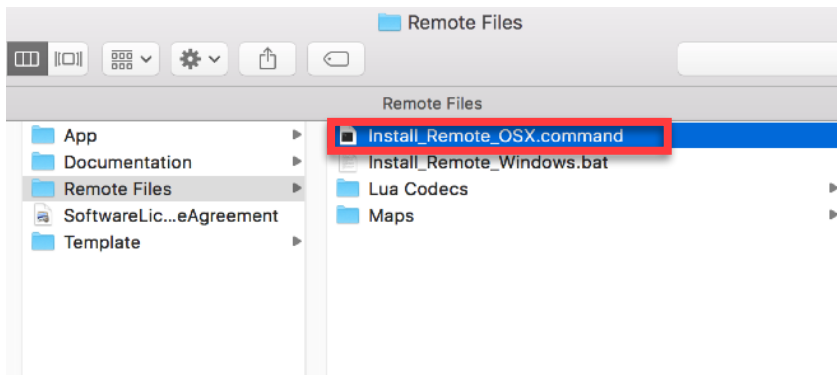 Remote Files
Remote Files
App
Documentation
Remote Files
SoftwareLic...eAgreement
Template
Install_Remote_OSX.command
Install_Remote_Windows.bat
Lua Codecs
Maps